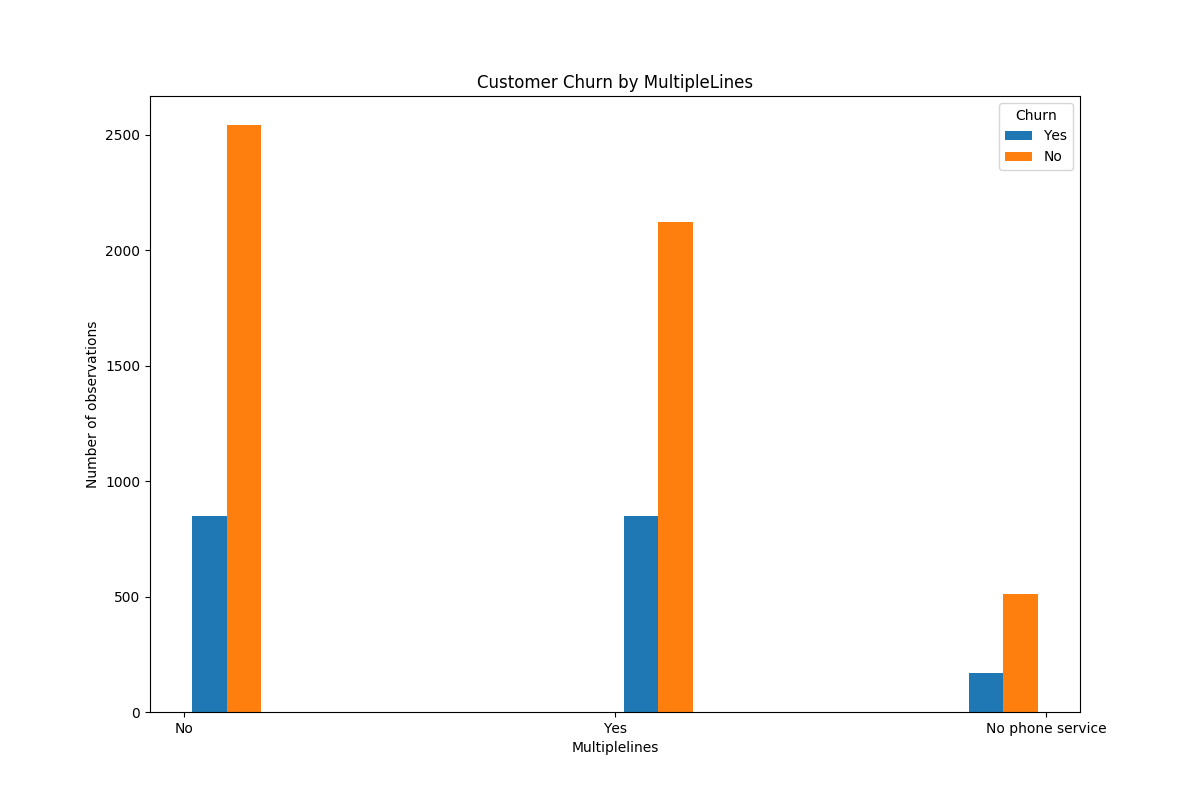 Customer Churn by MultipleLines
Churn
Yes
No
2500
2000
1500
1000
500
0
Number of observations
No
Yes
No phone service
Multiplelines